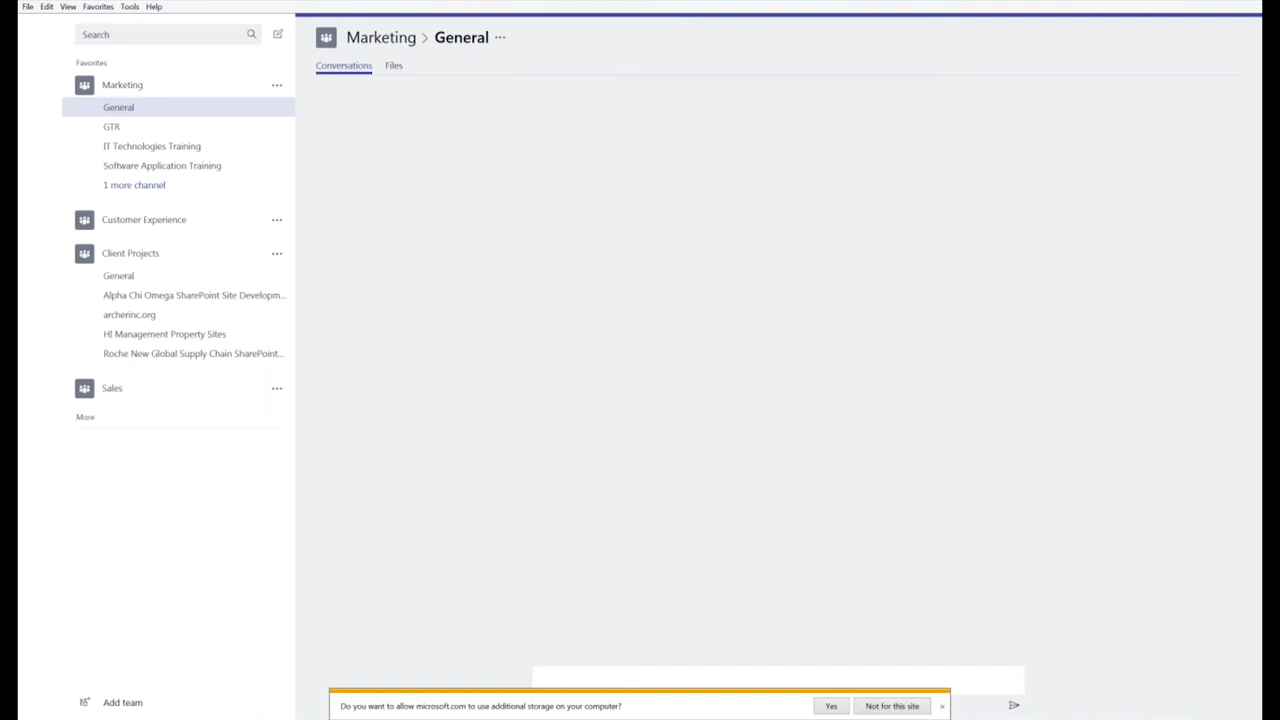 File Edit View Favorites Tools Help
Search
Favorites
Marketing
General
GTR
IT Technologies Training
Software Application Training
1 more channel
Customer Experience
Client Projects
General
Alpha Chi Omega SharePoint Site Developm...
archerinc.org
HI Management Property Sites
Roche New Global Supply Chain SharePoint...
Sales
More
Add team
Marketing > General ...
Conversations Files
Do you want to allow microsoft.com to use additional storage on your computer? Yes Not for this site ×